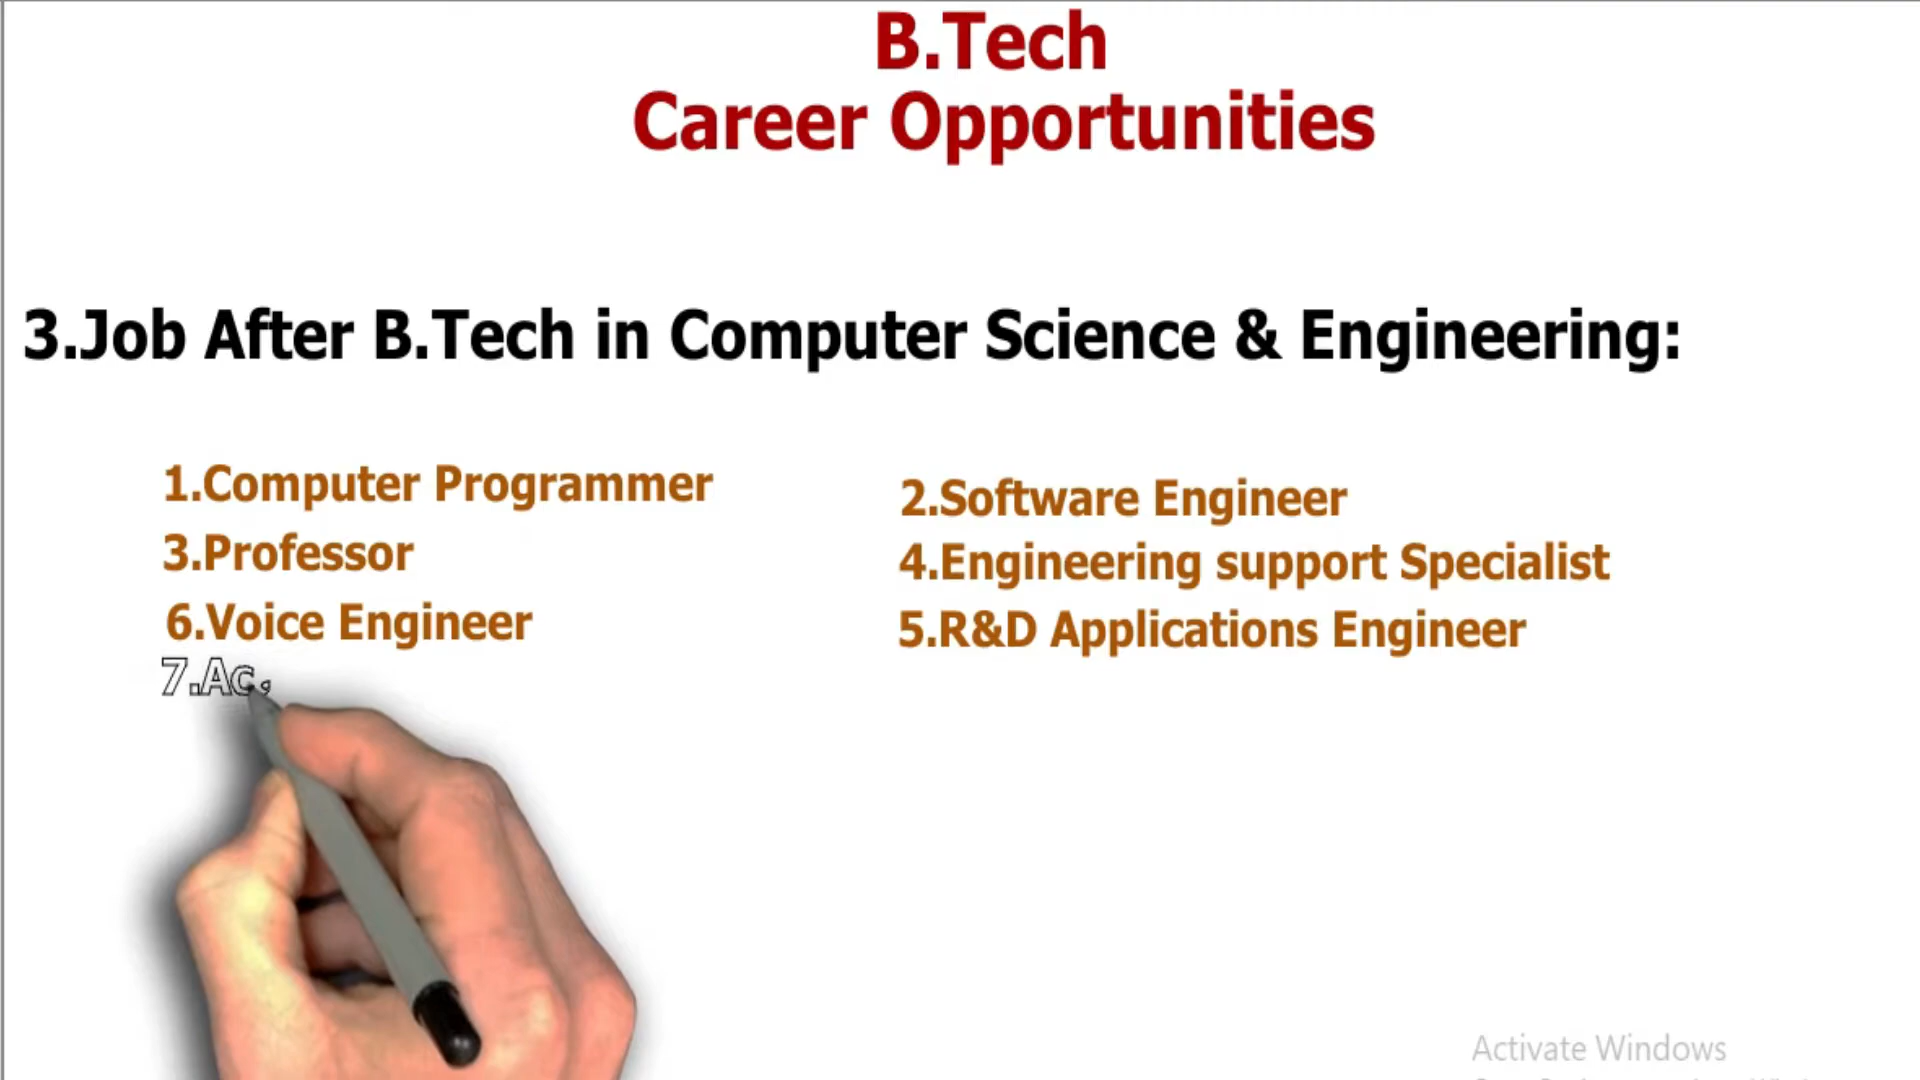 B.Tech
Career Opportunities
3.Job After B.Tech in Computer Science & Engineering:
1.Computer Programmer
2.Software Engineer
3.Professor
4.Engineering support Specialist
6.Voice Engineer
5.R&D Applications Engineer
7.Ac
Activate Windows